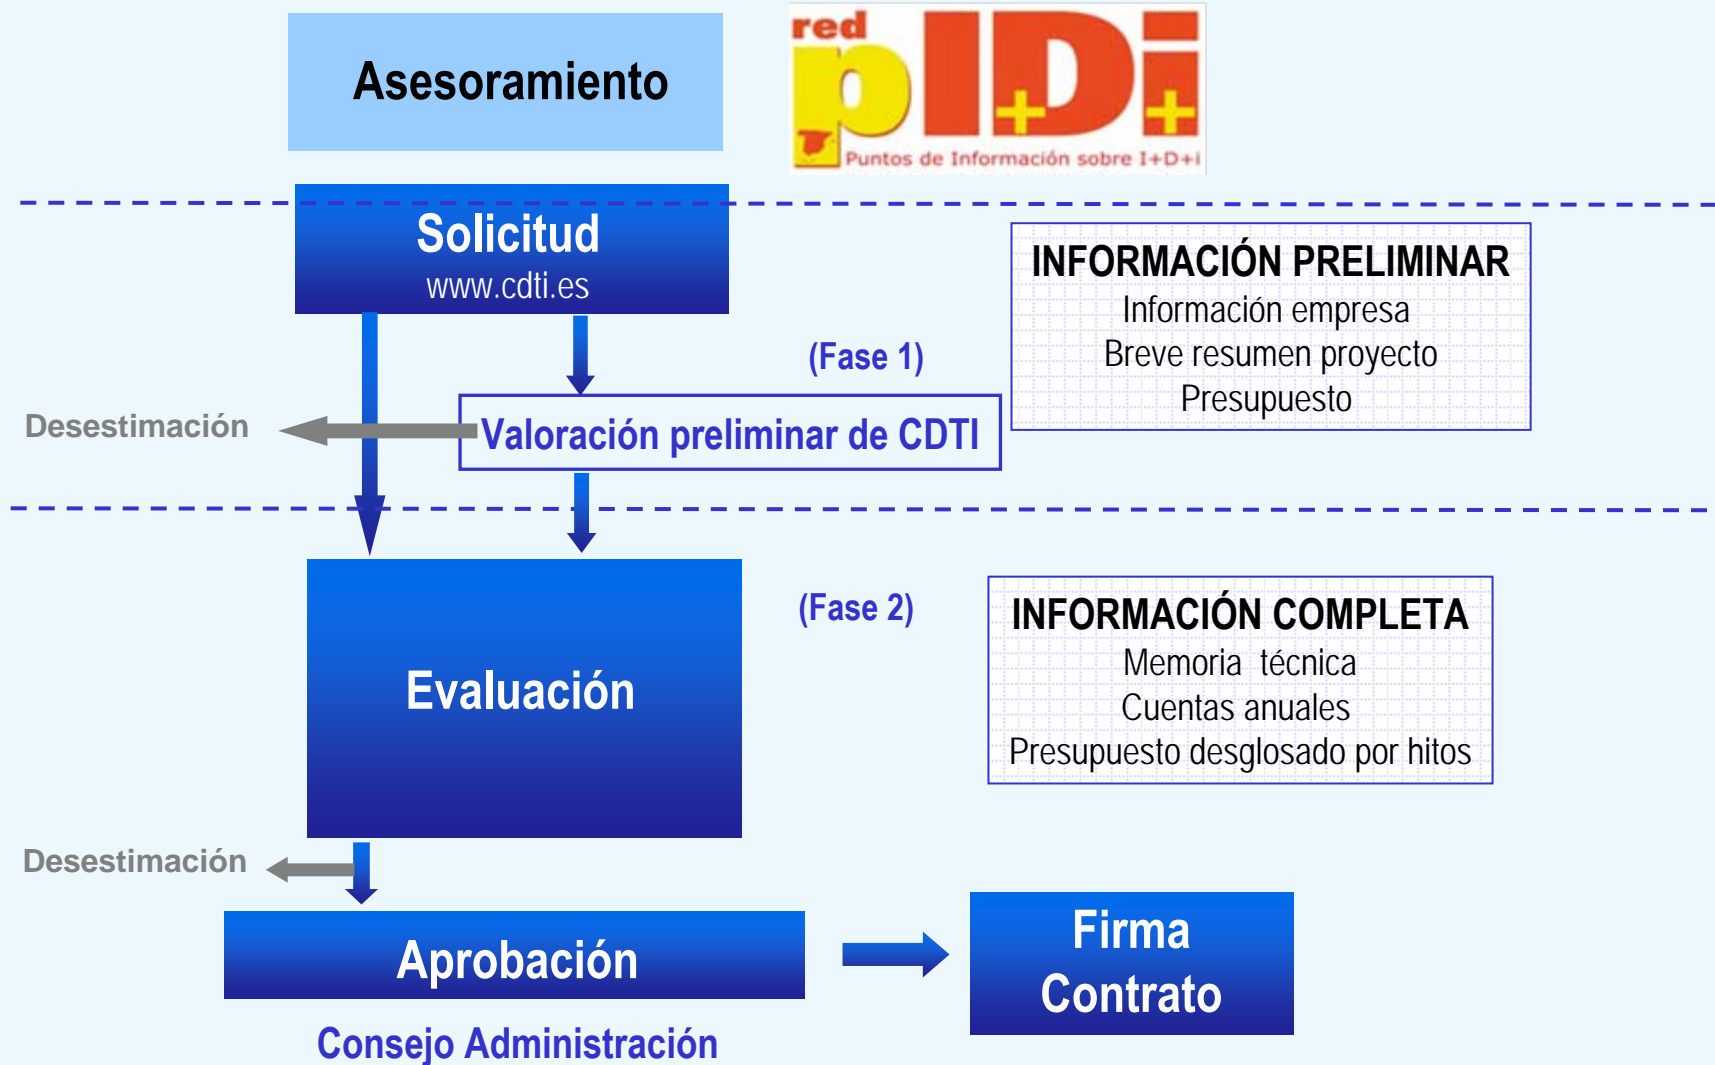 Asesoramiento
red
pI+D+i
Puntos de Información sobre I+D+i
Solicitud
www.cdti.es
INFORMACIÓN PRELIMINAR
Información empresa
Breve resumen proyecto
Presupuesto
(Fase 1)
Desestimación
Valoración preliminar de CDTI
(Fase 2)
INFORMACIÓN COMPLETA
Memoria técnica
Cuentas anuales
Presupuesto desglosado por hitos
Evaluación
Desestimación
Aprobación
Firma
Contrato
Consejo Administración